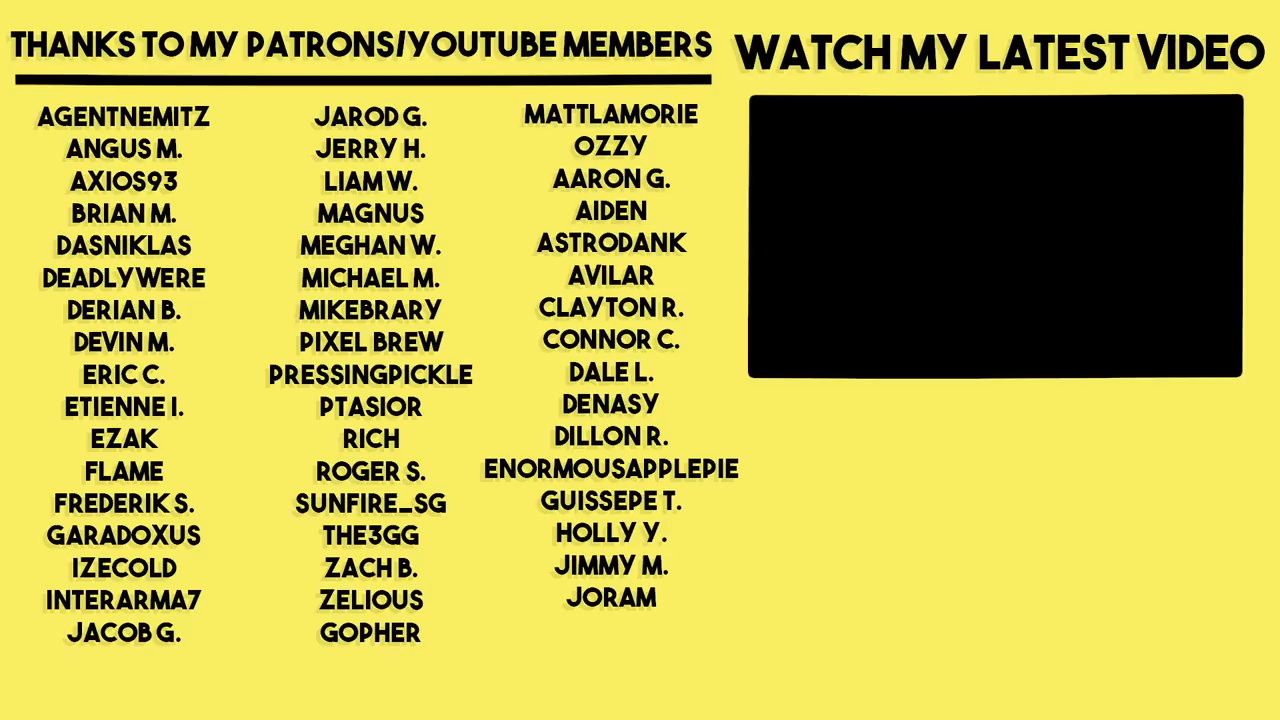 THANKS TO MY PATRONS/YOUTUBE MEMBERS
AGENTNEMITZ
ANGUS M.
AXIOS93
BRIAN M.
DASNIKLAS
DEADLYWERE
DERIAN B.
DEVIN M.
ERIC C.
ETIENNE I.
EZAK
FLAME
FREDERIK S.
GARADOXUS
IZECOLD
INTERARMA7
JACOB G.
JAROD G.
JERRY H.
LIAM W.
MAGNUS
MEGHAN W.
MICHAEL M.
MIKEBRARY
PIXEL BREW
PRESSINGPICKLE
PTASIOR
RICH
ROGER S.
SUNFIRE_SG
THE3GG
ZACH B.
ZELIOUS
GOPHER
MATTLAMORIE
OZZY
AARON G.
AIDEN
ASTRODANK
AVILAR
CLAYTON R.
CONNOR C.
DALE L.
DENASY
DILLON R.
ENORMOUSAPPLEPIE
GUISSEPE T.
HOLLY Y.
JIMMY M.
JORAM
WATCH MY LATEST VIDEO